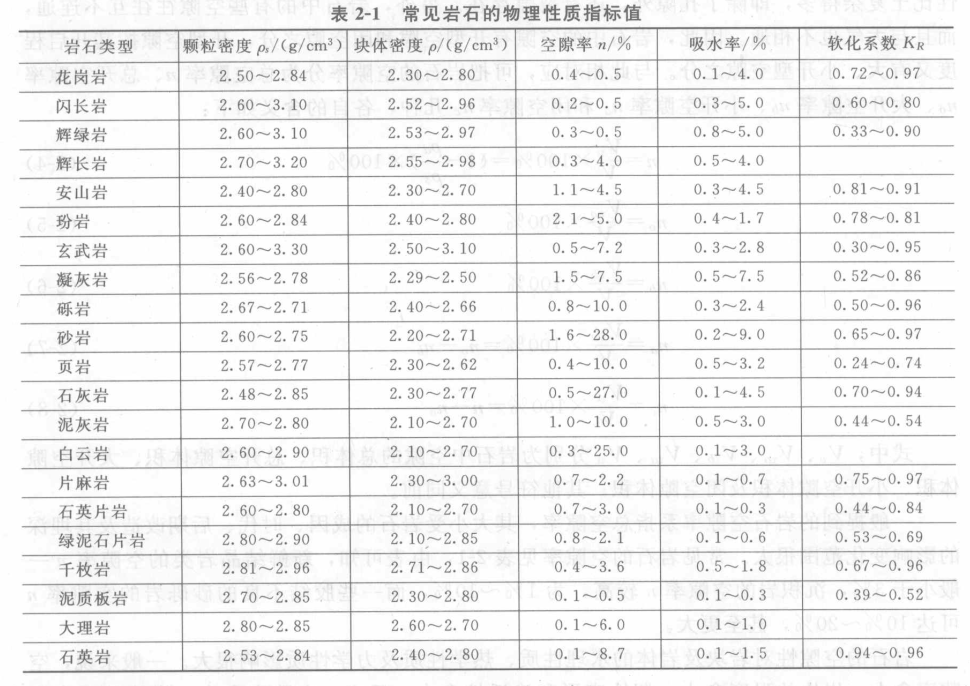 表 2-1 常见岩石的物理性质指标值
岩石类型 颗粒密度 ρs/(g/cm³) 块体密度 ρ/(g/cm³) 空隙率 n/% 吸水率/% 软化系数 KR
花岗岩 2.50～2.84 2.30～2.80 0.4～0.5 0.1～4.0 0.72～0.97
闪长岩 2.60～3.10 2.52～2.96 0.2～0.5 0.3～5.0 0.60～0.80
辉绿岩 2.60～3.10 2.53～2.97 0.3～0.5 0.8～5.0 0.33～0.90
辉长岩 2.70～3.20 2.55～2.98 0.3～4.0 0.5～4.0
安山岩 2.40～2.80 2.30～2.70 1.1～4.5 0.3～4.5 0.81～0.91
玢岩 2.60～2.84 2.40～2.80 2.1～5.0 0.4～1.7 0.78～0.81
玄武岩 2.60～3.30 2.50～3.10 0.5～7.2 0.3～2.8 0.30～0.95
凝灰岩 2.56～2.78 2.29～2.50 1.5～7.5 0.5～7.5 0.52～0.86
砾岩 2.67～2.71 2.40～2.66 0.8～10.0 0.3～2.4 0.50～0.96
砂岩 2.60～2.75 2.20～2.71 1.6～28.0 0.2～9.0 0.65～0.97
页岩 2.57～2.77 2.30～2.62 0.4～10.0 0.5～3.2 0.24～0.74
石灰岩 2.48～2.85 2.30～2.77 0.5～27.0 0.1～4.5 0.70～0.94
泥灰岩 2.70～2.80 2.10～2.70 1.0～10.0 0.5～3.0 0.44～0.54
白云岩 2.60～2.90 2.10～2.70 0.3～25.0 0.1～3.0
片麻岩 2.63～3.01 2.30～3.00 0.7～2.2 0.1～0.7 0.75～0.97
石英片岩 2.60～2.80 2.10～2.70 0.7～3.0 0.1～0.3 0.44～0.84
绿泥石片岩 2.80～2.90 2.10～2.85 0.8～2.1 0.1～0.6 0.53～0.69
千枚岩 2.81～2.96 2.71～2.86 0.4～3.6 0.5～1.8 0.67～0.96
泥质板岩 2.70～2.85 2.30～2.80 0.1～0.5 0.1～0.3 0.39～0.52
大理岩 2.80～2.85 2.60～2.70 0.1～6.0 0.1～1.0
石英岩 2.53～2.84 2.40～2.80 0.1～8.7 0.1～1.5 0.94～0.96